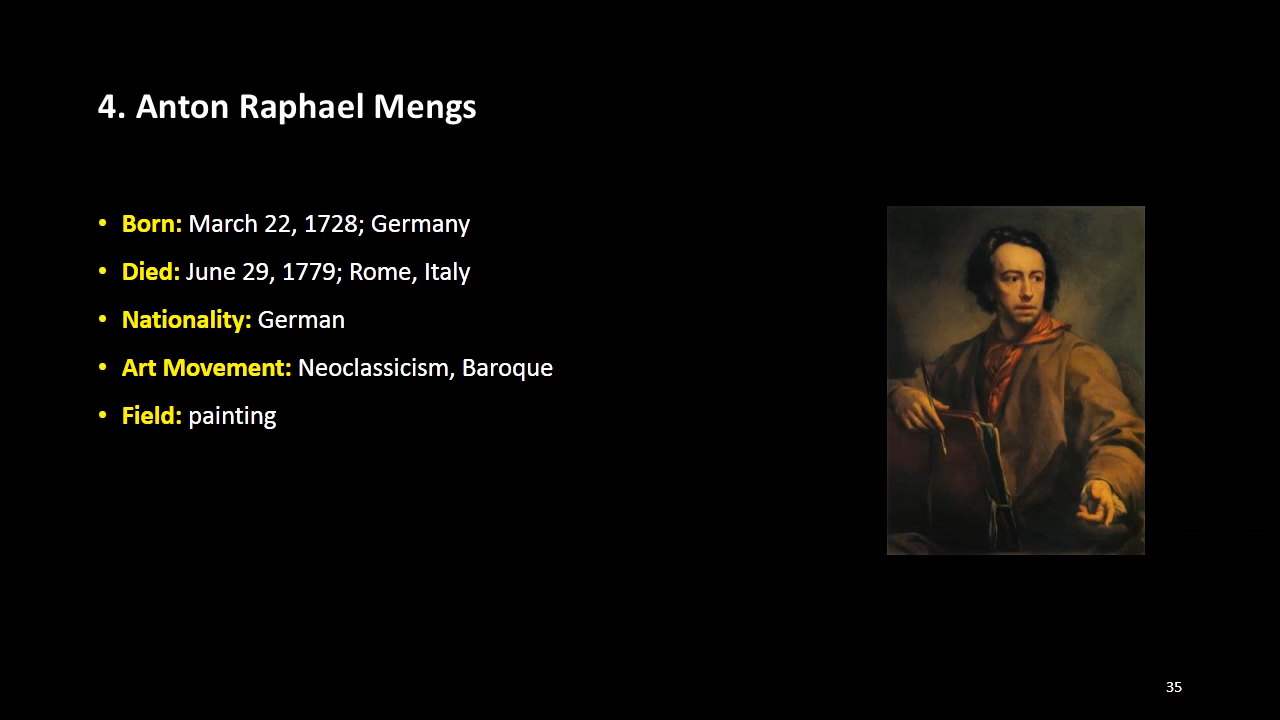 4. Anton Raphael Mengs
• Born: March 22, 1728; Germany
• Died: June 29, 1779; Rome, Italy
• Nationality: German
• Art Movement: Neoclassicism, Baroque
• Field: painting
35